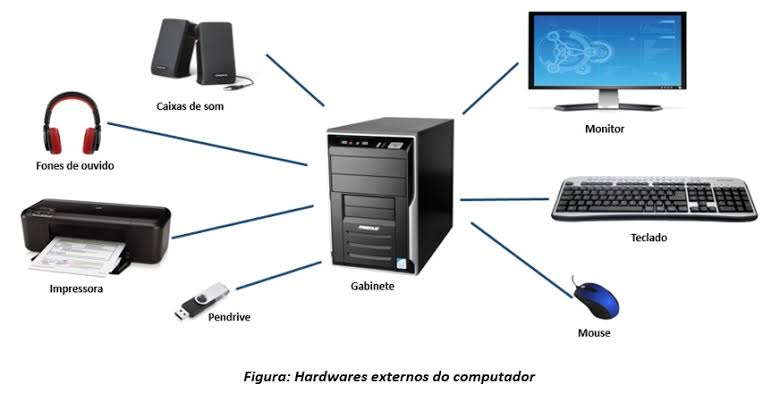 Caixas de som
Monitor
Fones de ouvido
Teclado
Impressora
Gabinete
Pendrive
Mouse
Figura: Hardwares externos do computador